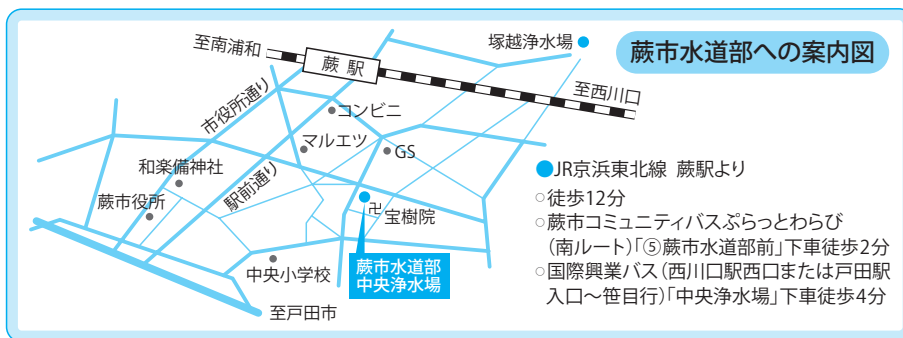 蕨市水道部への案内図
至南浦和
蕨駅
塚越浄水場
至西川口
市役所通り
コンビニ
マルエツ
GS
和楽備神社
駅前通り
蕨市役所
卍
宝樹院
蕨市水道部
中央浄水場
中央小学校
至戸田市
●JR京浜東北線 蕨駅より
○徒歩12分
○蕨市コミュニティバスぷらっとわらび
(南ルート)「⑤蕨市水道部前」下車徒歩2分
○国際興業バス(西川口駅西口または戸田駅
入口〜笹目行)「中央浄水場」下車徒歩4分